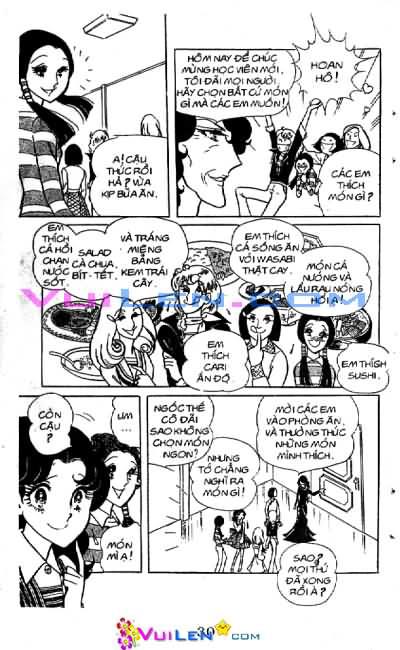 HÔM NAY ĐỂ CHÚC
MỪNG HỌC VIÊN MỚI,
TÔI ĐÃI MỌI NGƯỜI.
HÃY CHỌN BẤT CỨ MÓN
GÌ MÀ CÁC EM MUỐN!
HOAN
HÔ!
A! CẬU
THỨC RỒI
HẢ? VỪA
KỊP BỮA ĂN.
CÁC EM
THÍCH
MÓN GÌ?
EM
THÍCH
CÁ HỒI
CHAN
NƯỚC
SỐT.
SALAD
CÀ CHUA,
BÍT-TẾT.
VÀ TRÁNG
MIỆNG
BẰNG
KEM TRÁI
CÂY.
EM THÍCH
CÁ SỐNG ĂN
VỚI WASABI
THẬT CAY.
MÓN CÁ
NƯỚNG VÀ
LẨU RAU NÓNG
HỔI Ạ!
VUILEN.COM
EM
THÍCH
CARI
ẤN ĐỘ
EM THÍSH
SUSHI.
CÒN
CẬU?
ƯM
...
MÓN
MÌ Ạ!
NGỐC THẾ
CÔ ĐÃI
SAO KHÔNG
CHỌN MÓN
NGON?
NHƯNG
TỚ CHẲNG
NGHĨ RA
MÓN GÌ!
MỜI CÁC EM
VÀO PHÒNG ĂN,
VÀ THƯỞNG THỨC
NHỮNG MÓN
MÌNH THÍCH.
SAO?
MỌI THỨ
ĐÃ XONG
RỒI À?
30
VUILEN.COM